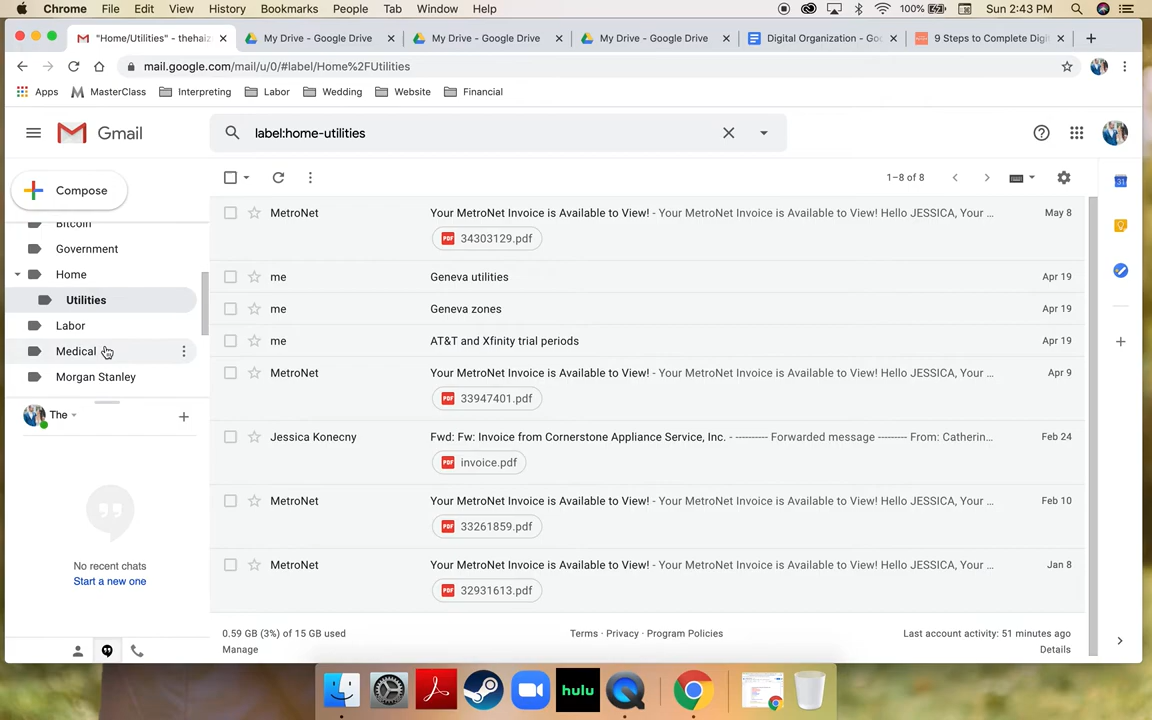 Chrome File Edit View History Bookmarks People Tab Window Help 100% Sun 2:43 PM
"Home/Utilities" - thehaiz My Drive - Google Drive My Drive - Google Drive My Drive - Google Drive Digital Organization - Goo 9 Steps to Complete Digi
mail.google.com/mail/u/0/#label/Home%2FUtilities
Apps MasterClass Interpreting Labor Wedding Website Financial
Gmail
label:home-utilities
Compose
1–8 of 8
Bitcoin
Government
Home
Utilities
Labor
Medical
Morgan Stanley
The
No recent chats
Start a new one
MetroNet Your MetroNet Invoice is Available to View! - Your MetroNet Invoice is Available to View! Hello JESSICA, Your ... May 8
PDF 34303129.pdf
me Geneva utilities Apr 19
me Geneva zones Apr 19
me AT&T and Xfinity trial periods Apr 19
MetroNet Your MetroNet Invoice is Available to View! - Your MetroNet Invoice is Available to View! Hello JESSICA, Your ... Apr 9
PDF 33947401.pdf
Jessica Konecny Fwd: Fw: Invoice from Cornerstone Appliance Service, Inc. - ---------- Forwarded message --------- From: Catherin... Feb 24
PDF invoice.pdf
MetroNet Your MetroNet Invoice is Available to View! - Your MetroNet Invoice is Available to View! Hello JESSICA, Your ... Feb 10
PDF 33261859.pdf
MetroNet Your MetroNet Invoice is Available to View! - Your MetroNet Invoice is Available to View! Hello JESSICA, Your ... Jan 8
PDF 32931613.pdf
0.59 GB (3%) of 15 GB used
Manage
Terms · Privacy · Program Policies
Last account activity: 51 minutes ago
Details
31
hulu